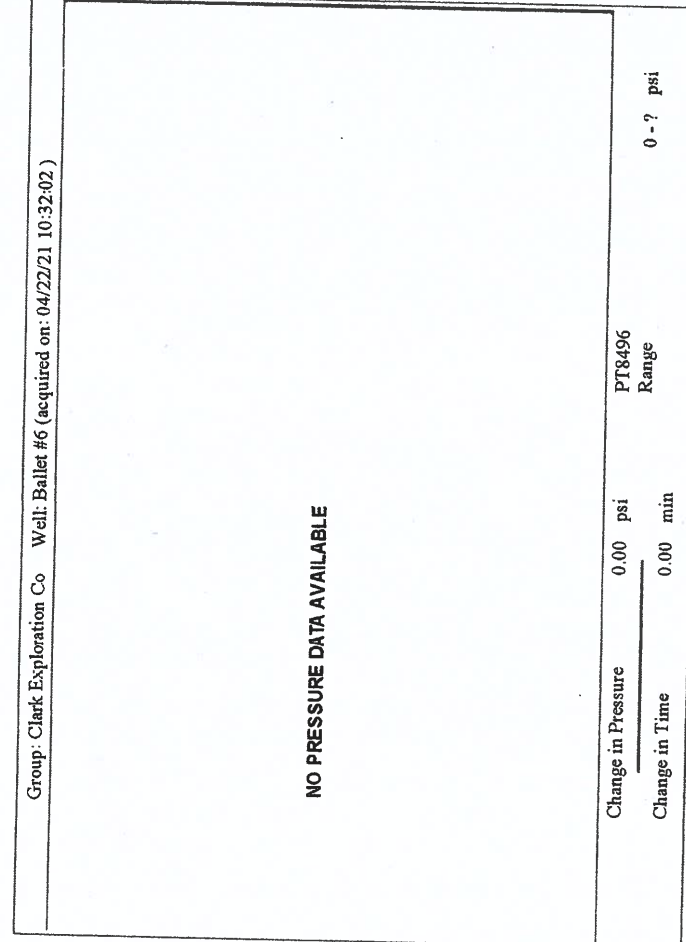 Group: Clark Exploration Co Well: Ballet #6 (acquired on: 04/22/21 10:32:02 )
NO PRESSURE DATA AVAILABLE
Change in Pressure 0.00 psi PT8496
Range 0 - ? psi
Change in Time 0.00 min